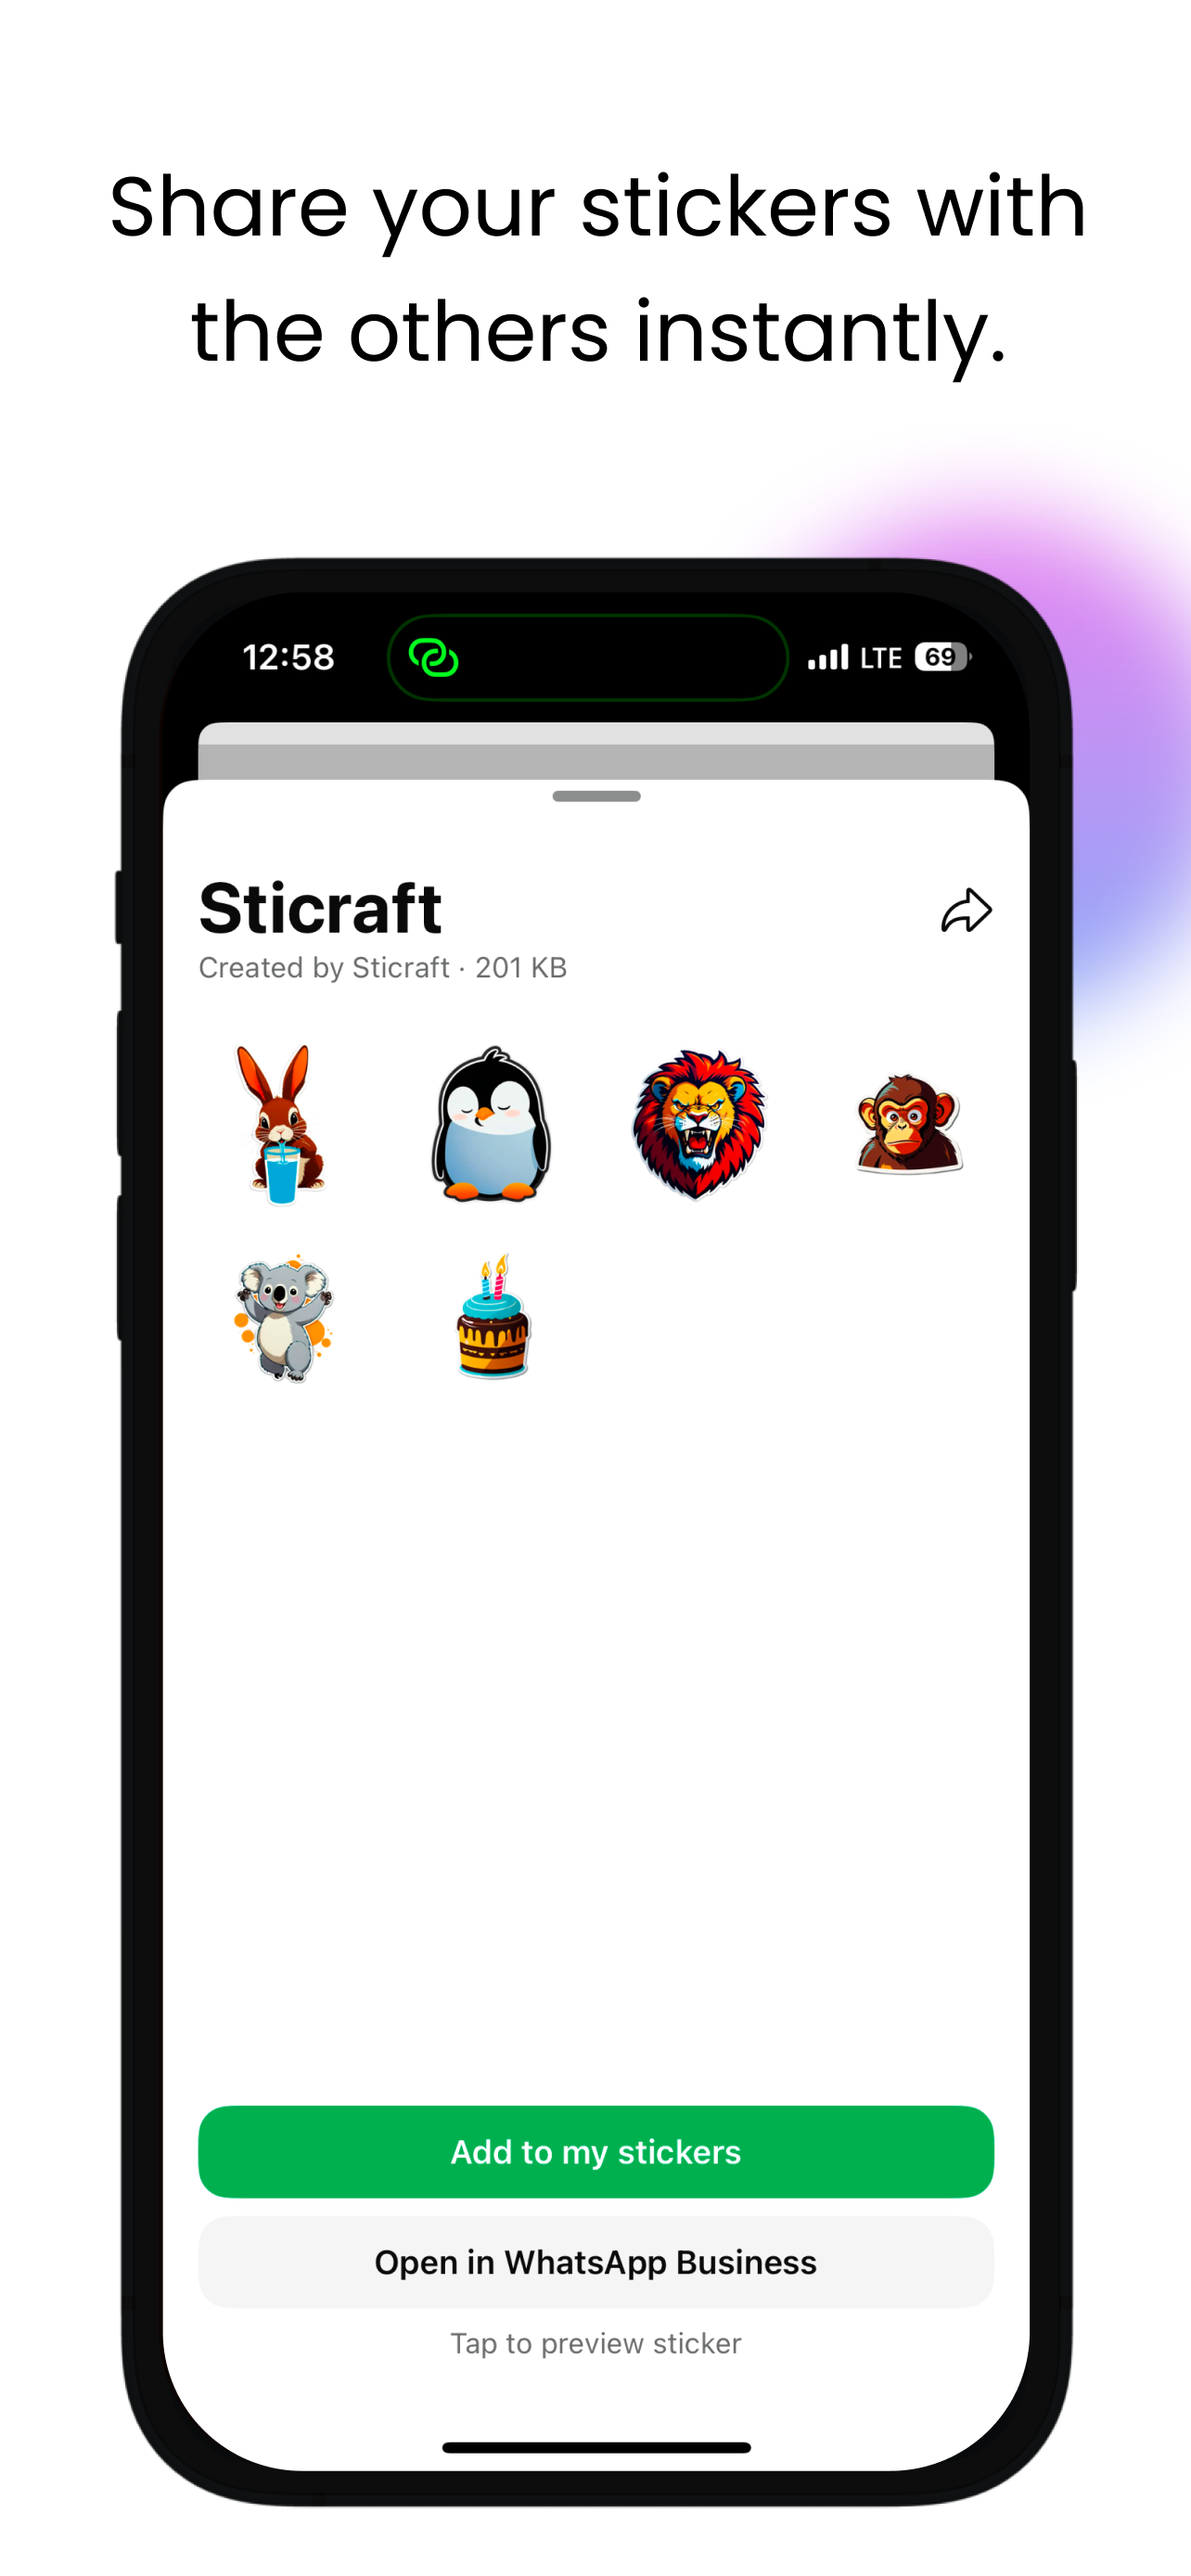 Share your stickers with
the others instantly.
12:58
LTE 69
Sticraft
Created by Sticraft · 201 KB
Add to my stickers
Open in WhatsApp Business
Tap to preview sticker